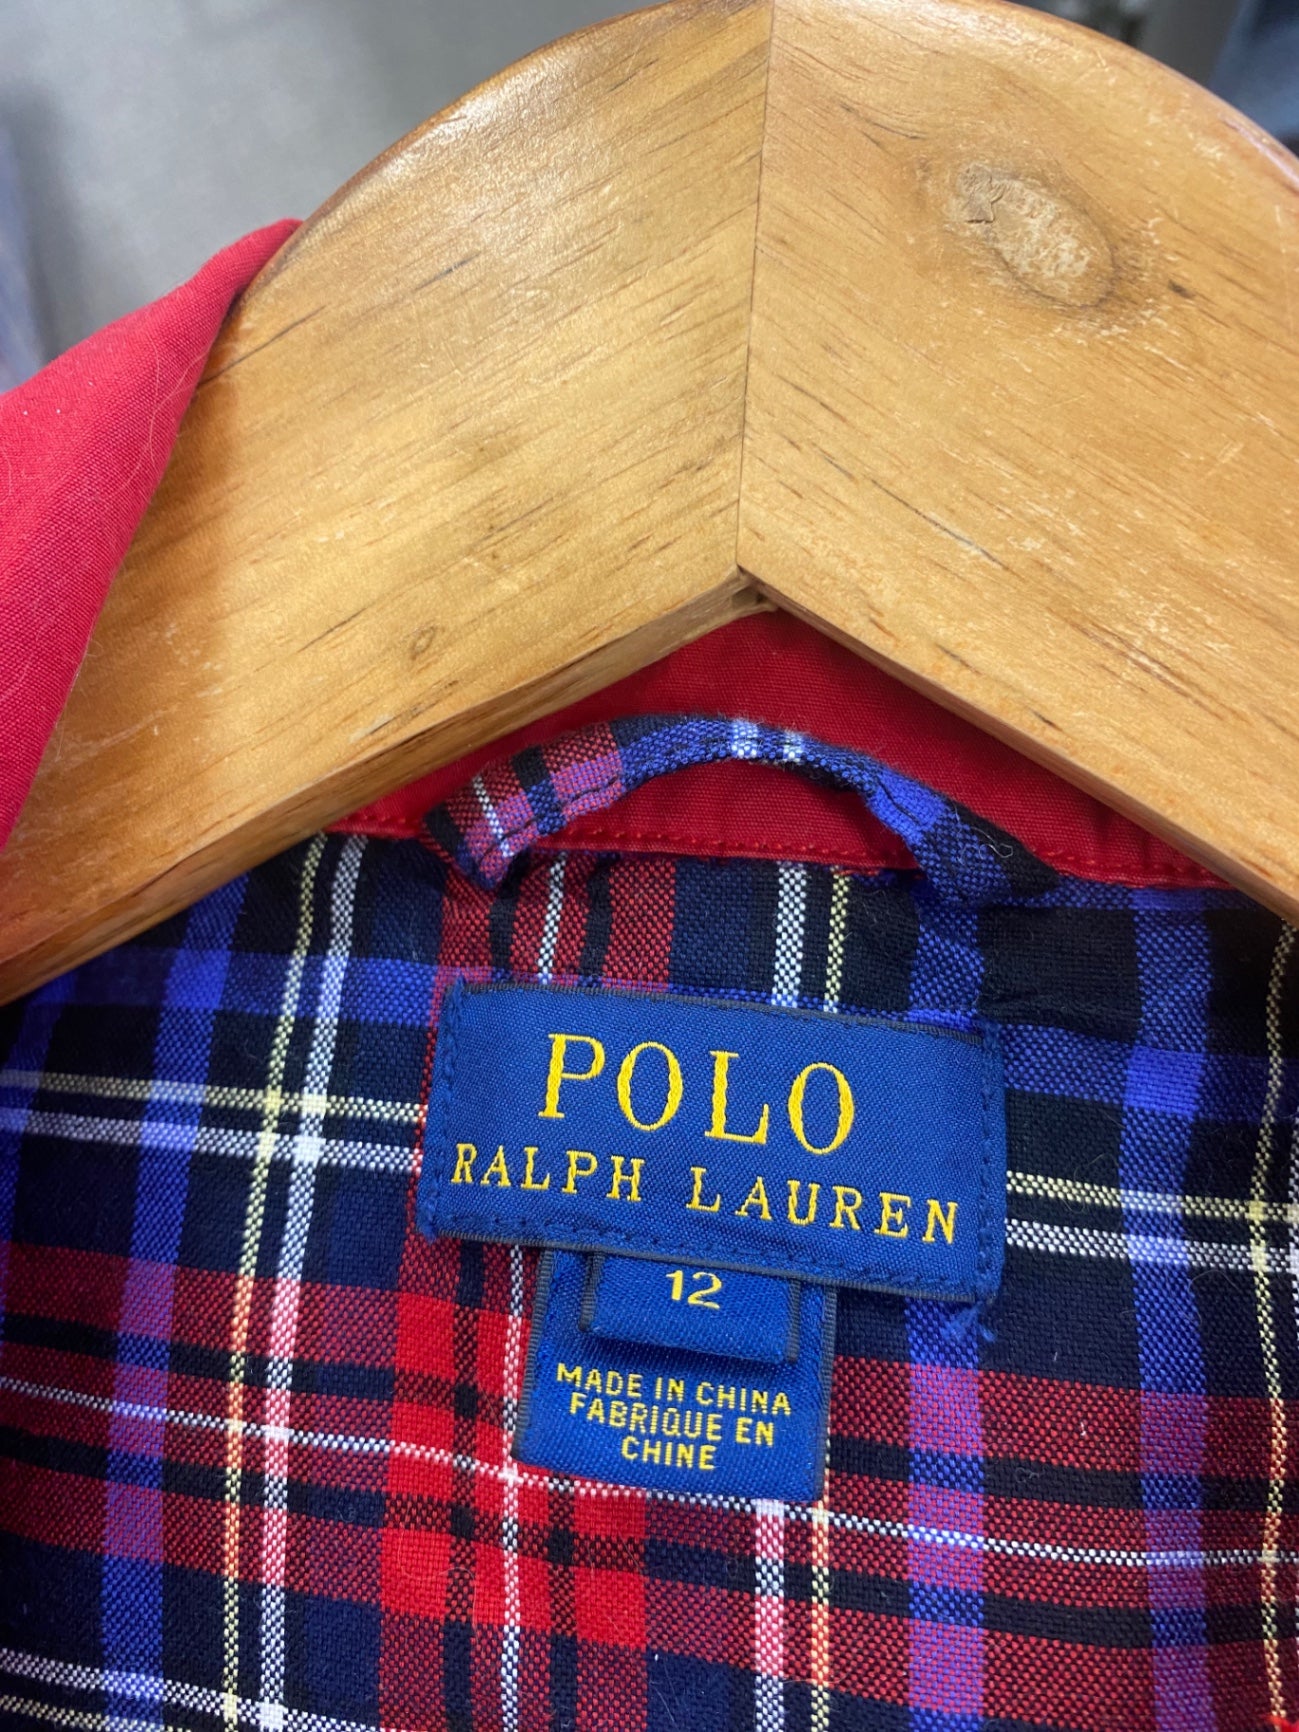 POLO
RALPH LAUREN
12
MADE IN CHINA
FABRIQUE EN
CHINE